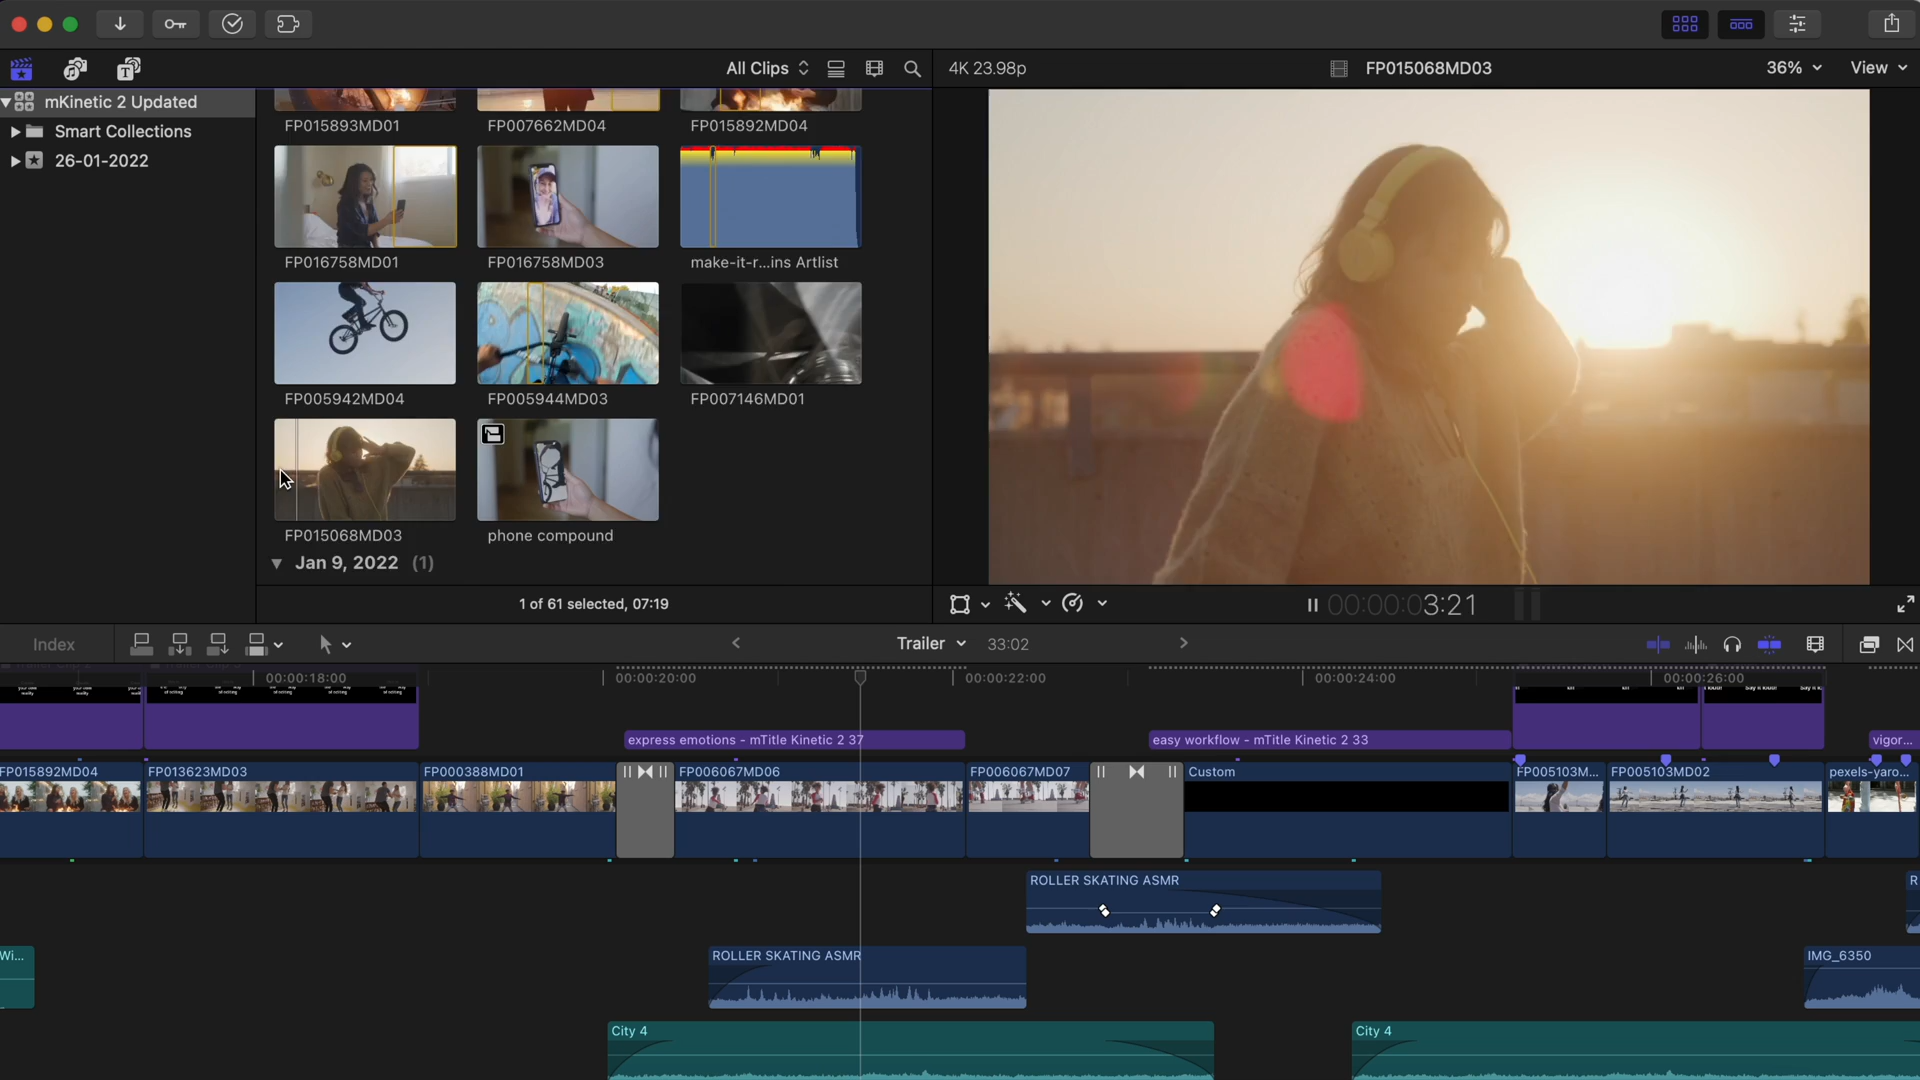 All Clips
4K 23.98p
FP015068MD03
36%
View
mKinetic 2 Updated
Smart Collections
26-01-2022
FP015893MD01
FP007662MD04
FP015892MD04
FP016758MD01
FP016758MD03
make-it-r...ins Artlist
FP005942MD04
FP005944MD03
FP007146MD01
FP015068MD03
phone compound
Jan 9, 2022 (1)
1 of 61 selected, 07:19
00:00:03:21
Index
Trailer
33:02
00:00:18:00
00:00:20:00
00:00:22:00
00:00:24:00
00:00:26:00
express emotions - mTitle Kinetic 2 37
easy workflow - mTitle Kinetic 2 33
vigor...
FP015892MD04
FP013623MD03
FP000388MD01
FP006067MD06
FP006067MD07
Custom
FP005103M...
FP005103MD02
pexels-yaro...
ROLLER SKATING ASMR
R
Wi...
ROLLER SKATING ASMR
IMG_6350
City 4
City 4